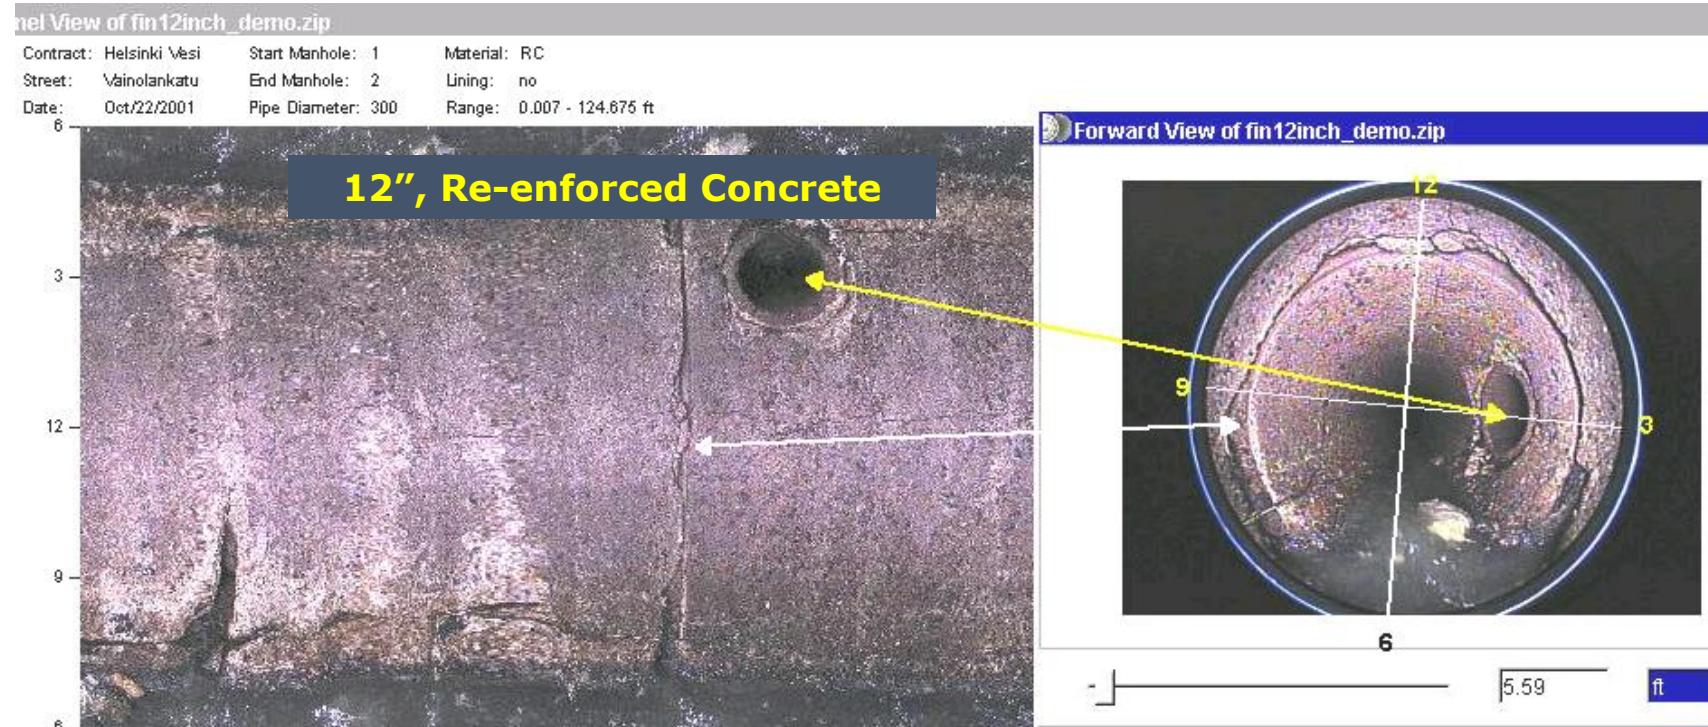 nel View of fin12inch_demo.zip
Contract: Helsinki Vesi Start Manhole: 1 Material: RC
Street: Vainolankatu End Manhole: 2 Lining: no
Date: Oct/22/2001 Pipe Diameter: 300 Range: 0.007 - 124.675 ft
6
12″, Re-enforced Concrete
3
12
9
6
Forward View of fin12inch_demo.zip
12
9
3
6
5.59 ft